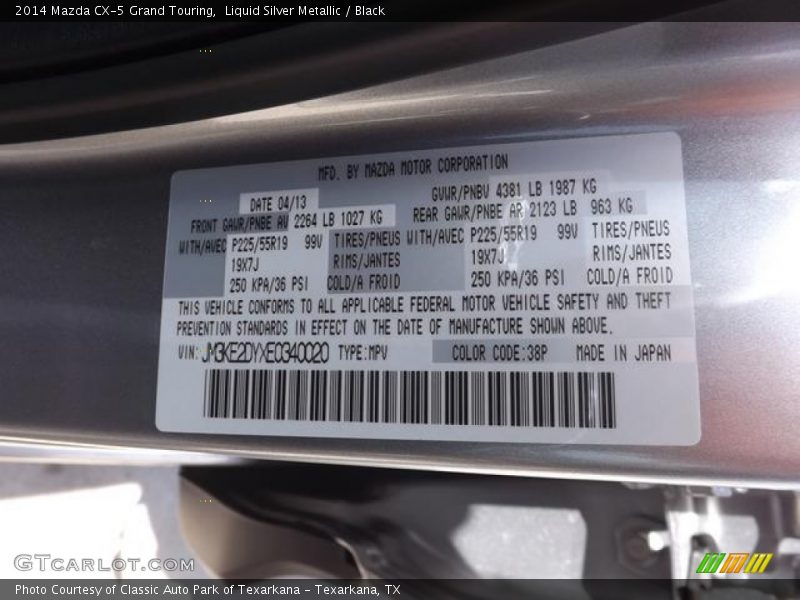 2014 Mazda CX-5 Grand Touring,  Liquid Silver Metallic / Black
MFD. BY MAZDA MOTOR CORPORATION
DATE 04/13 GVWR/PNBV 4381 LB 1987 KG
FRONT GAWR/PNBE AV 2264 LB 1027 KG REAR GAWR/PNBE AR 2123 LB 963 KG
WITH/AVEC P225/55R19 99V TIRES/PNEUS WITH/AVEC P225/55R19 99V TIRES/PNEUS
19X7J RIMS/JANTES 19X7J RIMS/JANTES
250 KPA/36 PSI COLD/A FROID 250 KPA/36 PSI COLD/A FROID
THIS VEHICLE CONFORMS TO ALL APPLICABLE FEDERAL MOTOR VEHICLE SAFETY AND THEFT
PREVENTION STANDARDS IN EFFECT ON THE DATE OF MANUFACTURE SHOWN ABOVE.
VIN: JM3KE2DYXE0340020 TYPE:MPV COLOR CODE:38P MADE IN JAPAN
GTCARLOT.COM
Photo Courtesy of Classic Auto Park of Texarkana - Texarkana, TX